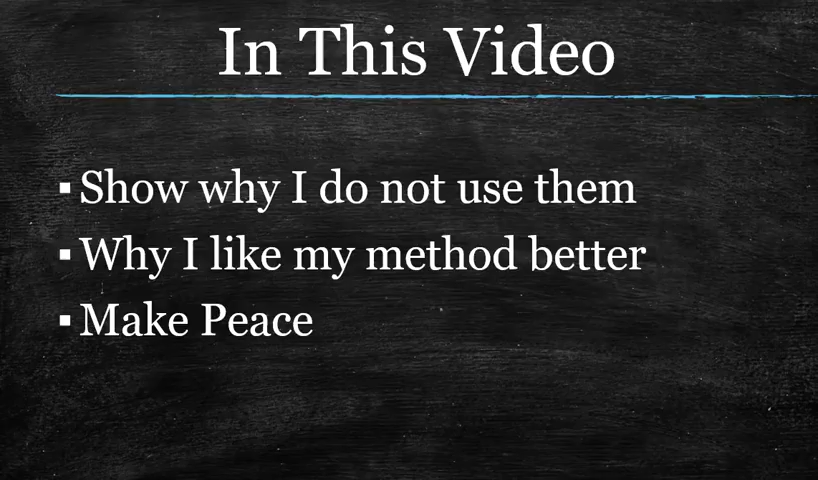 In This Video
▪ Show why I do not use them
▪ Why I like my method better
▪ Make Peace